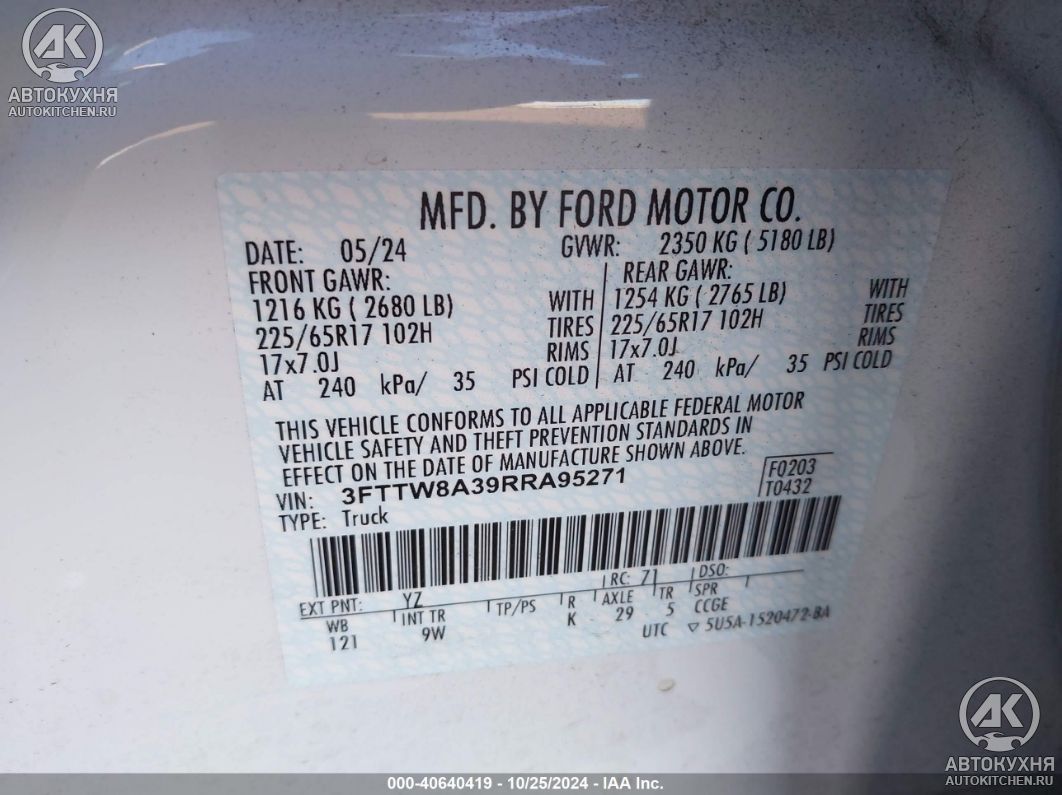 AK
АВТОКУХНЯ
AUTOKITCHEN.RU
MFD. BY FORD MOTOR CO.
DATE: 05/24 GVWR: 2350 KG ( 5180 LB)
FRONT GAWR: REAR GAWR:
1216 KG ( 2680 LB) WITH 1254 KG ( 2765 LB) WITH
225/65R17 102H TIRES 225/65R17 102H TIRES
17x7.0J RIMS 17x7.0J RIMS
AT 240 kPa/ 35 PSI COLD AT 240 kPa/ 35 PSI COLD
THIS VEHICLE CONFORMS TO ALL APPLICABLE FEDERAL MOTOR
VEHICLE SAFETY AND THEFT PREVENTION STANDARDS IN
EFFECT ON THE DATE OF MANUFACTURE SHOWN ABOVE.
VIN: 3FTTW8A39RRA95271 F0203
TYPE: Truck T0432
EXT PNT: YZ RC: 71 DSO:
WB INT TR TP/PS R AXLE TR SPR
121 9W K 29 5 CCGE
UTC ▽ 5U5A-1520472-BA
AK
АВТОКУХНЯ
AUTOKITCHEN.RU
000-40640419 - 10/25/2024 - IAA Inc.